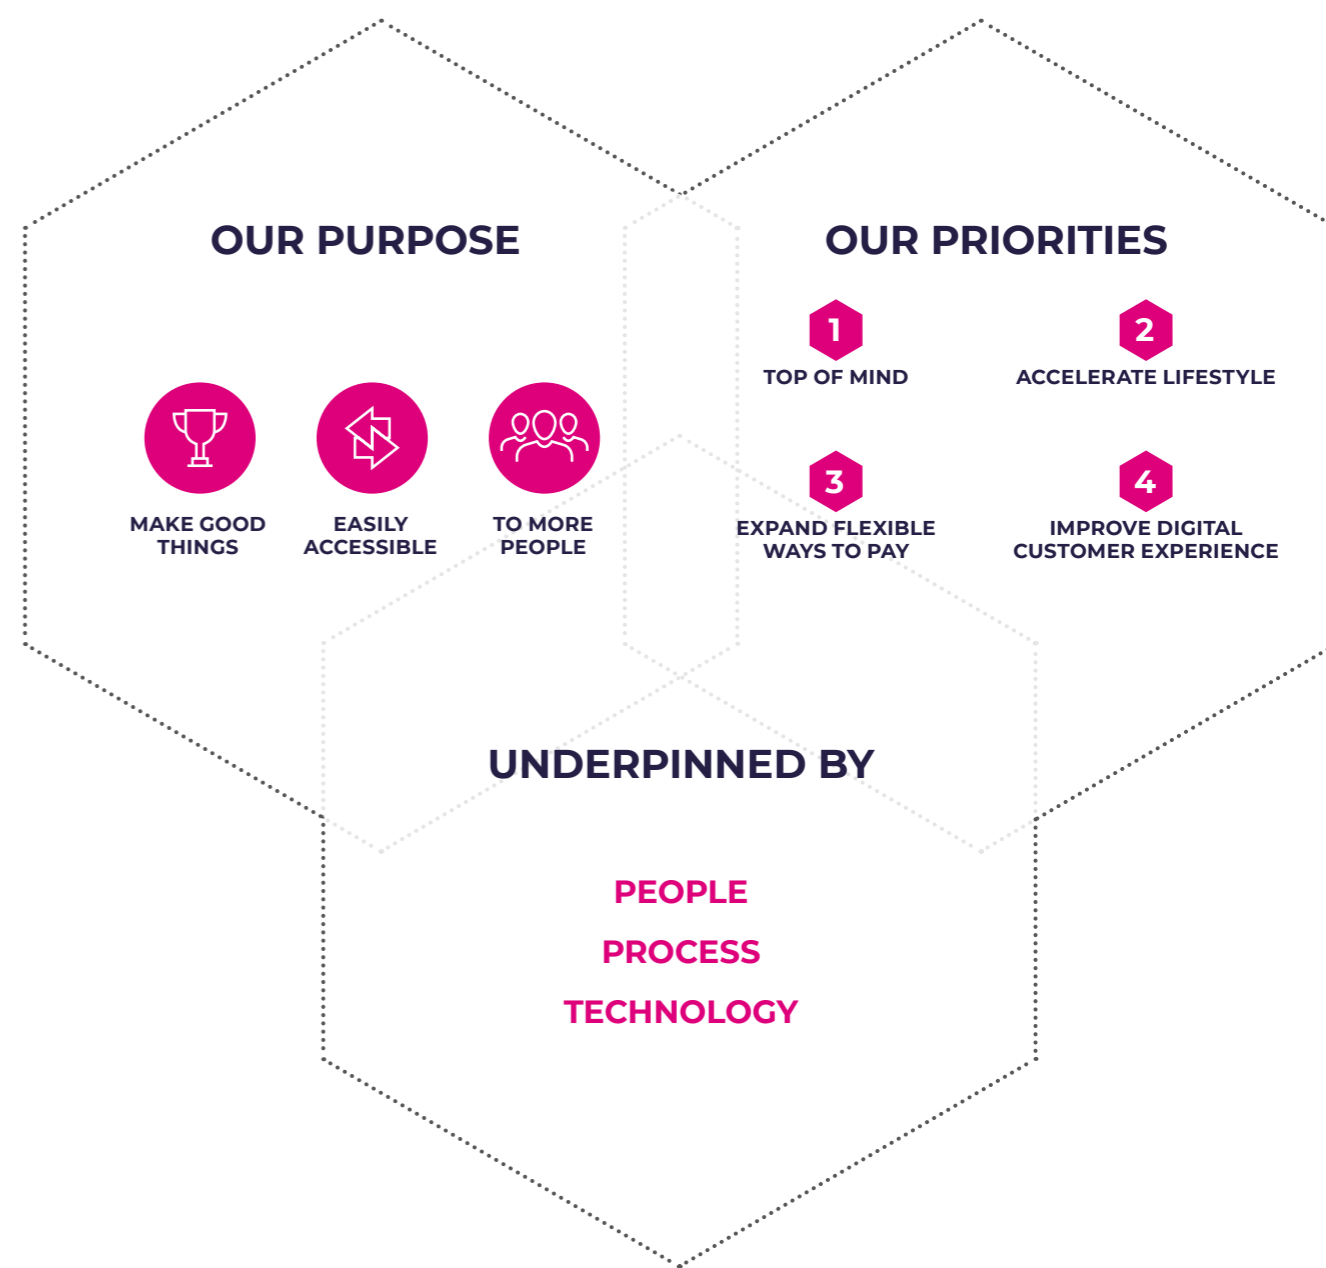 OUR PURPOSE
MAKE GOOD
THINGS
EASILY
ACCESSIBLE
TO MORE
PEOPLE
OUR PRIORITIES
1
TOP OF MIND
2
ACCELERATE LIFESTYLE
3
EXPAND FLEXIBLE
WAYS TO PAY
4
IMPROVE DIGITAL
CUSTOMER EXPERIENCE
UNDERPINNED BY
PEOPLE
PROCESS
TECHNOLOGY